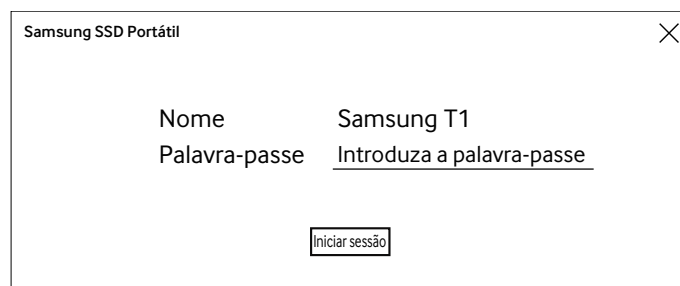 Samsung SSD Portátil
Nome Samsung T1
Palavra-passe Introduza a palavra-passe
Iniciar sessão